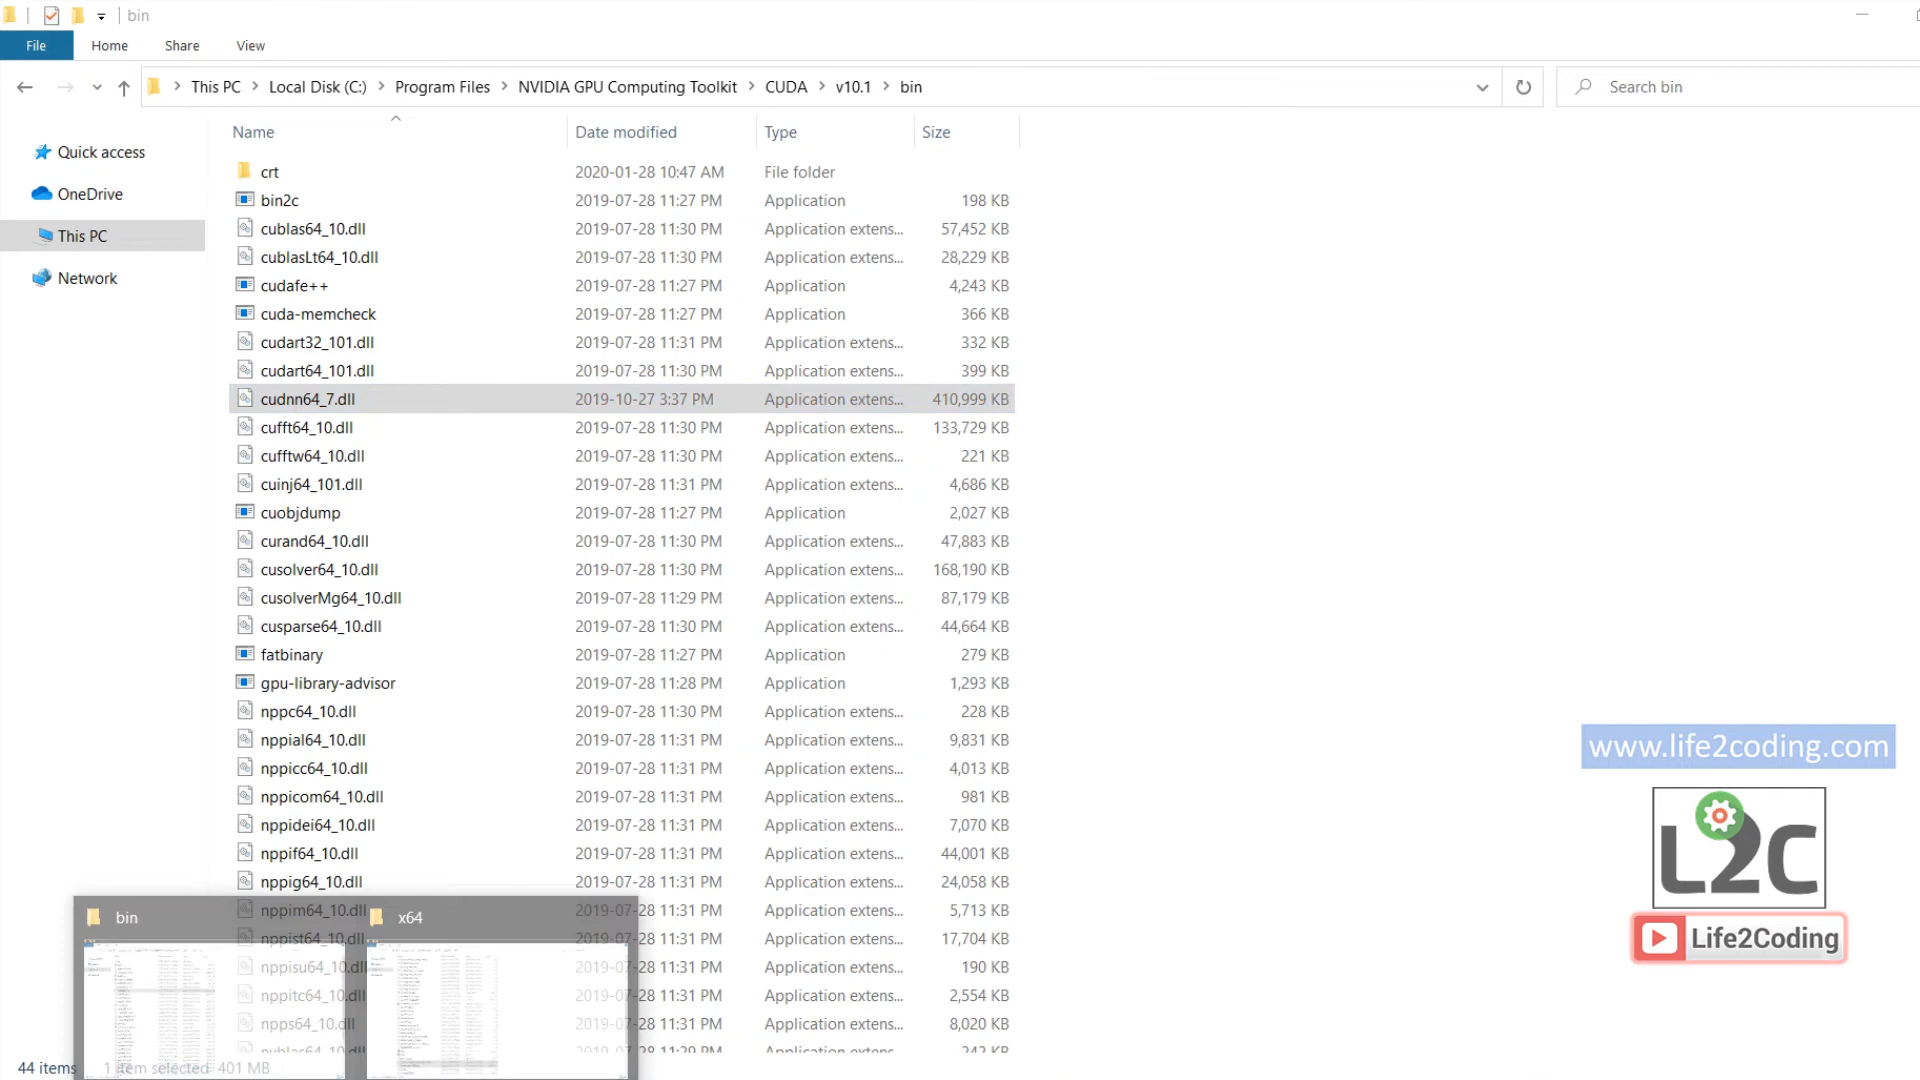 bin
File Home Share View
This PC Local Disk (C:) Program Files NVIDIA GPU Computing Toolkit CUDA v10.1 bin Search bin
Name Date modified Type Size
Quick access
OneDrive
This PC
Network
crt 2020-01-28 10:47 AM File folder
bin2c 2019-07-28 11:27 PM Application 198 KB
cublas64_10.dll 2019-07-28 11:30 PM Application extens... 57,452 KB
cublasLt64_10.dll 2019-07-28 11:30 PM Application extens... 28,229 KB
cudafe++ 2019-07-28 11:27 PM Application 4,243 KB
cuda-memcheck 2019-07-28 11:27 PM Application 366 KB
cudart32_101.dll 2019-07-28 11:31 PM Application extens... 332 KB
cudart64_101.dll 2019-07-28 11:30 PM Application extens... 399 KB
cudnn64_7.dll 2019-10-27 3:37 PM Application extens... 410,999 KB
cufft64_10.dll 2019-07-28 11:30 PM Application extens... 133,729 KB
cufftw64_10.dll 2019-07-28 11:30 PM Application extens... 221 KB
cuinj64_101.dll 2019-07-28 11:31 PM Application extens... 4,686 KB
cuobjdump 2019-07-28 11:27 PM Application 2,027 KB
curand64_10.dll 2019-07-28 11:30 PM Application extens... 47,883 KB
cusolver64_10.dll 2019-07-28 11:30 PM Application extens... 168,190 KB
cusolverMg64_10.dll 2019-07-28 11:29 PM Application extens... 87,179 KB
cusparse64_10.dll 2019-07-28 11:30 PM Application extens... 44,664 KB
fatbinary 2019-07-28 11:27 PM Application 279 KB
gpu-library-advisor 2019-07-28 11:28 PM Application 1,293 KB
nppc64_10.dll 2019-07-28 11:30 PM Application extens... 228 KB
nppial64_10.dll 2019-07-28 11:31 PM Application extens... 9,831 KB
nppicc64_10.dll 2019-07-28 11:31 PM Application extens... 4,013 KB
nppicom64_10.dll 2019-07-28 11:31 PM Application extens... 981 KB
nppidei64_10.dll 2019-07-28 11:31 PM Application extens... 7,070 KB
nppif64_10.dll 2019-07-28 11:31 PM Application extens... 44,001 KB
nppig64_10.dll 2019-07-28 11:31 PM Application extens... 24,058 KB
nppim64_10.dll 2019-07-28 11:31 PM Application extens... 5,713 KB
nppist64_10.dll 2019-07-28 11:31 PM Application extens... 17,704 KB
nppisu64_10.dll 2019-07-28 11:31 PM Application extens... 190 KB
nppitc64_10.dll 2019-07-28 11:31 PM Application extens... 2,554 KB
npps64_10.dll 2019-07-28 11:31 PM Application extens... 8,020 KB
nvblas64_10.dll 2019-07-28 11:29 PM Application extens... 242 KB
bin x64
44 items 1 item selected 401 MB
www.life2coding.com
L2C
Life2Coding